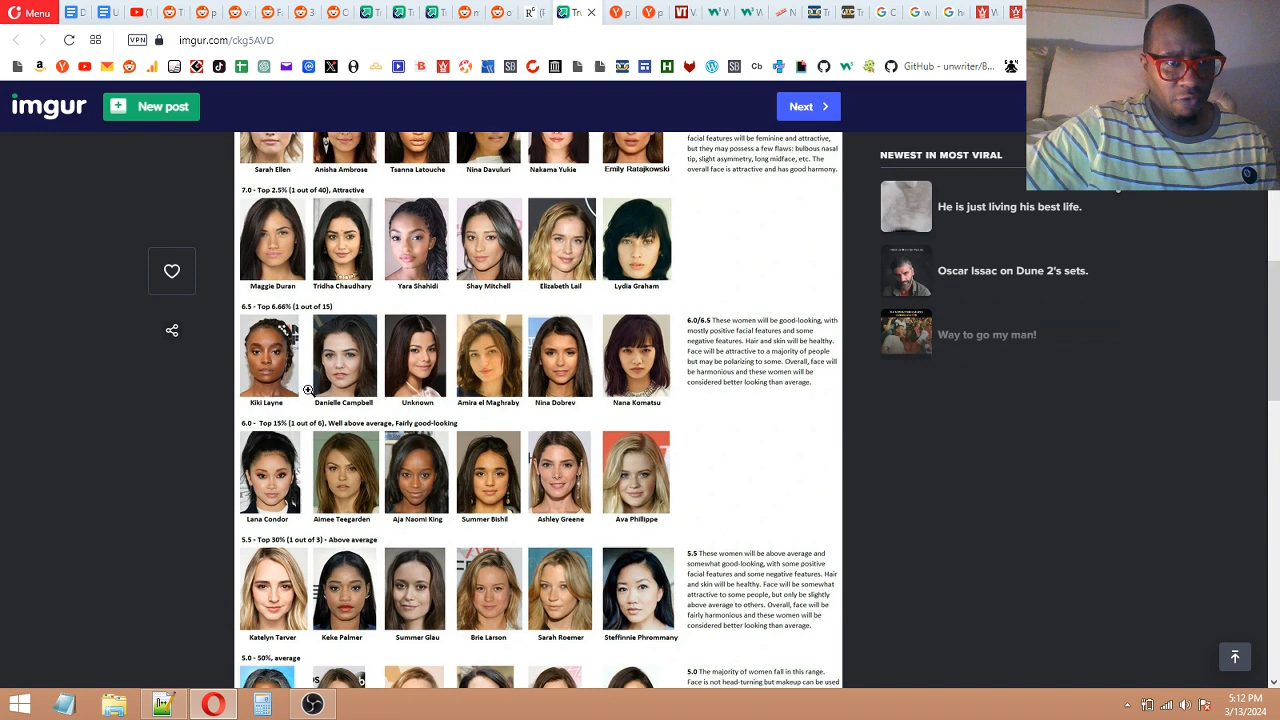 Menu
VPN
imgur.com/ckg5AVD
GitHub - unwriter/B...
imgur
New post
Next
Sarah Ellen
Anisha Ambrose
Tsanna Latouche
Nina Davuluri
Nakama Yukie
Emily Ratajkowski
facial features will be feminine and attractive,
but they may possess a few flaws: bulbous nasal
tip, slight asymmetry, long midface, etc. The
overall face is attractive and has good harmony.
7.0 - Top 2.5% (1 out of 40), Attractive
Maggie Duran
Tridha Chaudhary
Yara Shahidi
Shay Mitchell
Elizabeth Lail
Lydia Graham
6.5 - Top 6.66% (1 out of 15)
Kiki Layne
Danielle Campbell
Unknown
Amira el Maghraby
Nina Dobrev
Nana Komatsu
6.0/6.5 These women will be good-looking, with
mostly positive facial features and some
negative features. Hair and skin will be healthy.
Face will be attractive to a majority of people
but may be polarizing to some. Overall, face will
be harmonious and these women will be
considered better looking than average.
6.0 - Top 15% (1 out of 6), Well above average, Fairly good-looking
Lana Condor
Aimee Teegarden
Aja Naomi King
Summer Bishil
Ashley Greene
Ava Phillippe
5.5 - Top 30% (1 out of 3) - Above average
Katelyn Tarver
Keke Palmer
Summer Glau
Brie Larson
Sarah Roemer
Steffinnie Phrommany
5.5 These women will be above average and
somewhat good-looking, with some positive
facial features and some negative features. Hair
and skin will be healthy. Face will be somewhat
attractive to some people, but only be slightly
above average to others. Overall, face will be
fairly harmonious and these women will be
considered better looking than average.
5.0 - 50%, average
5.0 The majority of women fall in this range.
Face is not head-turning but makeup can be used
NEWEST IN MOST VIRAL
He is just living his best life.
Oscar Issac on Dune 2's sets.
Way to go my man!
5:12 PM
3/13/2024